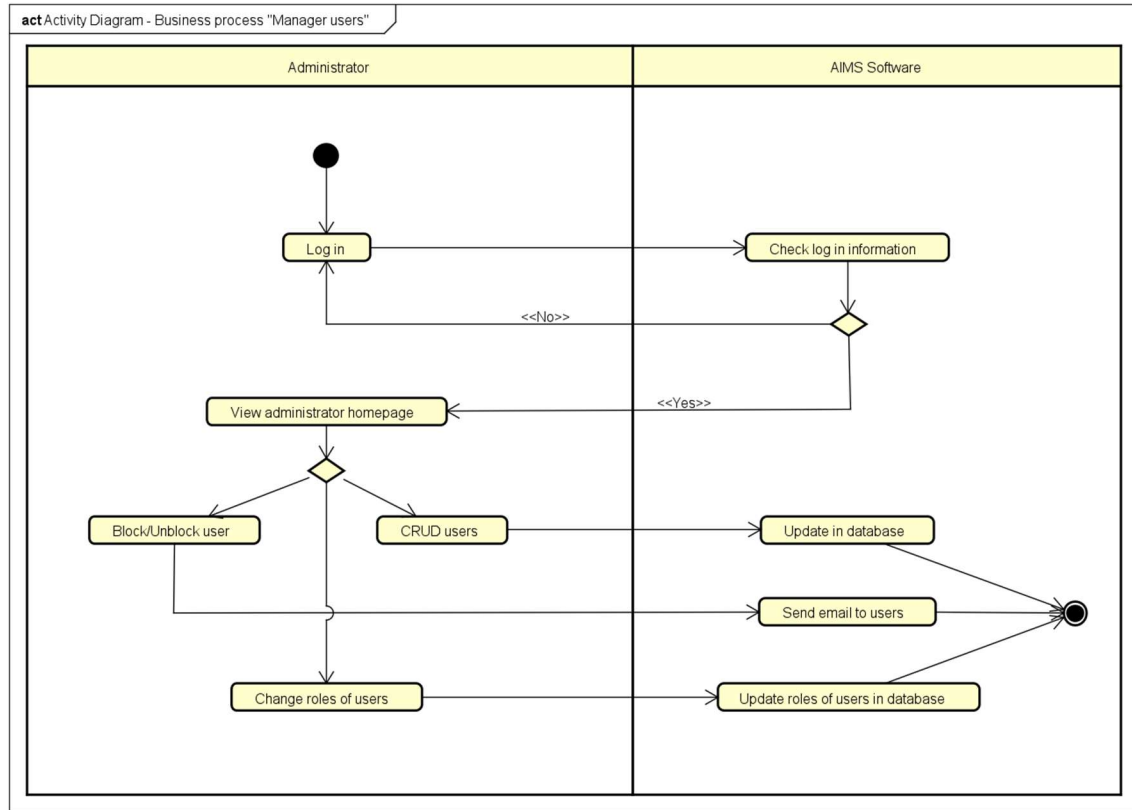 act Activity Diagram - Business process "Manager users"
Administrator
AIMS Software
Log in
Check log in information
<<No>>
<<Yes>>
View administrator homepage
Block/Unblock user
CRUD users
Update in database
Send email to users
Change roles of users
Update roles of users in database